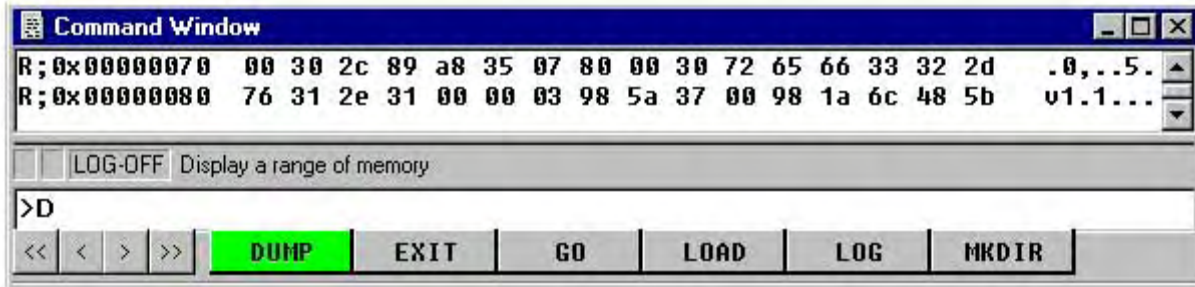 Command Window
R;0x00000070 00 30 2c 89 a8 35 07 80 00 30 72 65 66 33 32 2d .0,..5.
R;0x00000080 76 31 2e 31 00 00 03 98 5a 37 00 98 1a 6c 48 5b v1.1...
LOG-OFF Display a range of memory
>D
<< < > >> DUMP EXIT GO LOAD LOG MKDIR